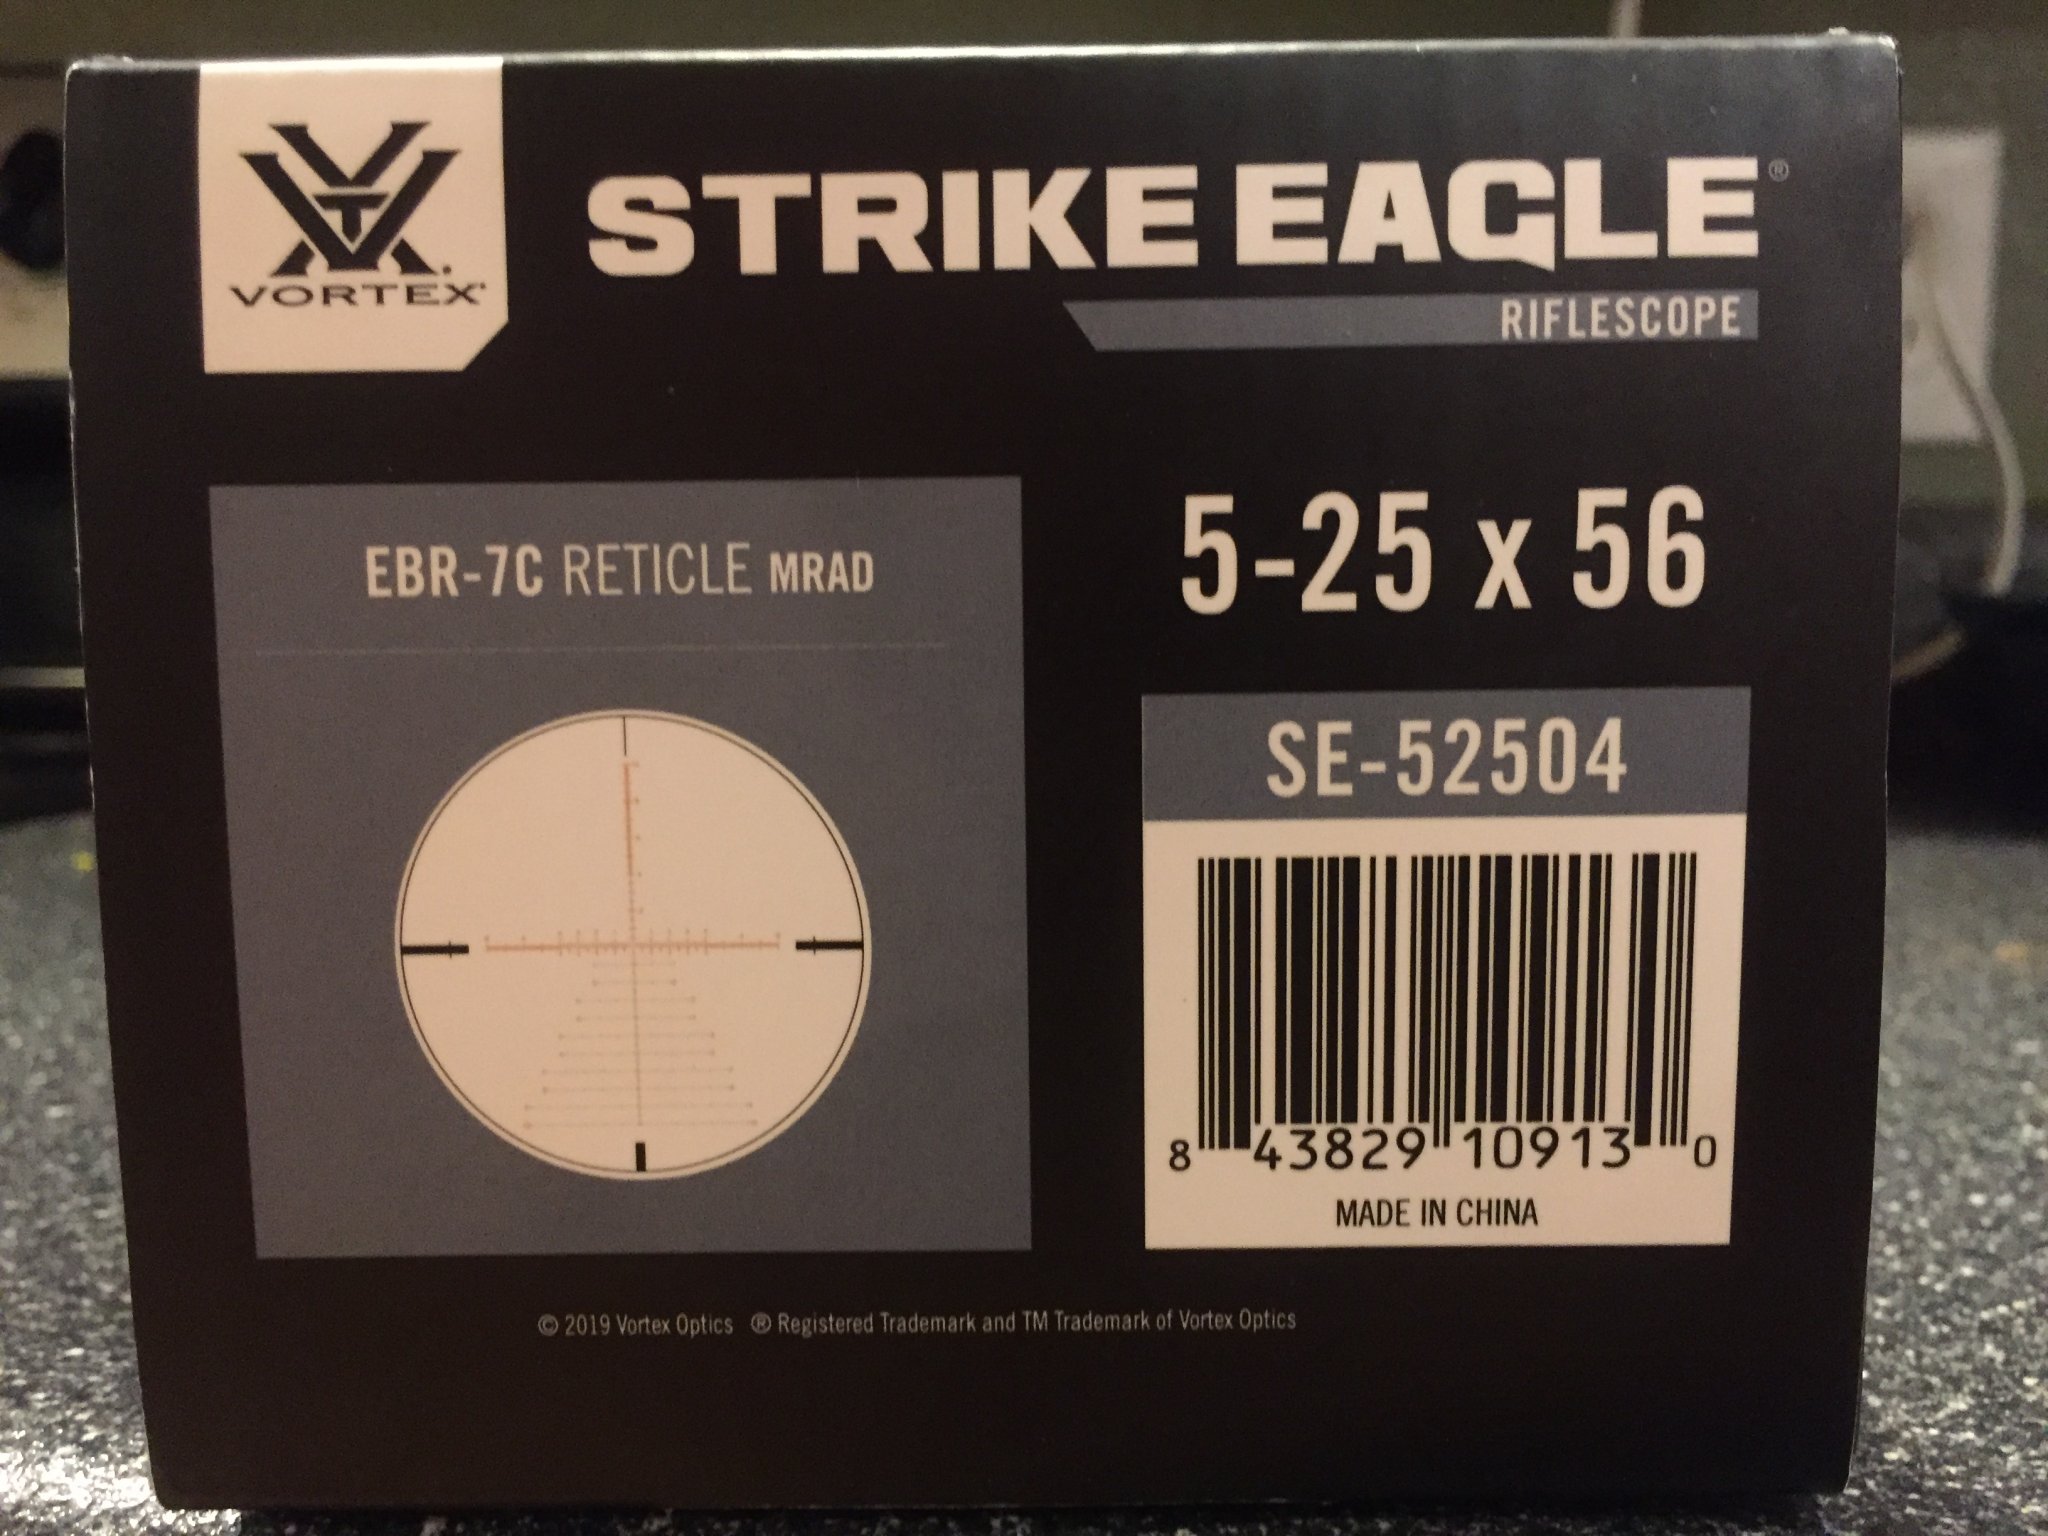 VORTEX®
STRIKE EAGLE®
RIFLESCOPE
EBR-7C RETICLE MRAD
5-25 x 56
SE-52504
8 43829 10913 0
MADE IN CHINA
© 2019 Vortex Optics ® Registered Trademark and TM Trademark of Vortex Optics